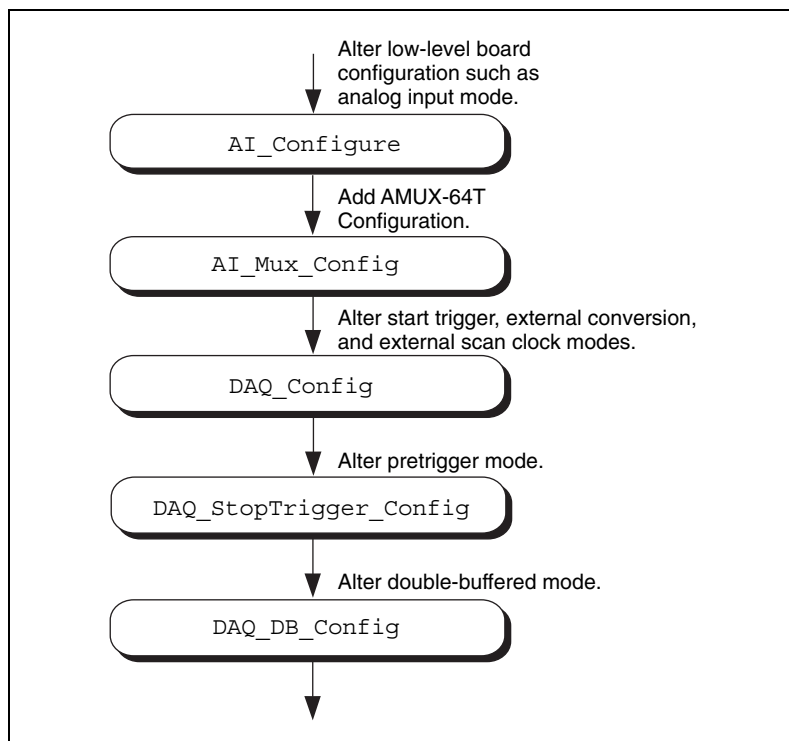 Alter low-level board
configuration such as
analog input mode.
AI_Configure
Add AMUX-64T
Configuration.
AI_Mux_Config
Alter start trigger, external conversion,
and external scan clock modes.
DAQ_Config
Alter pretrigger mode.
DAQ_StopTrigger_Config
Alter double-buffered mode.
DAQ_DB_Config